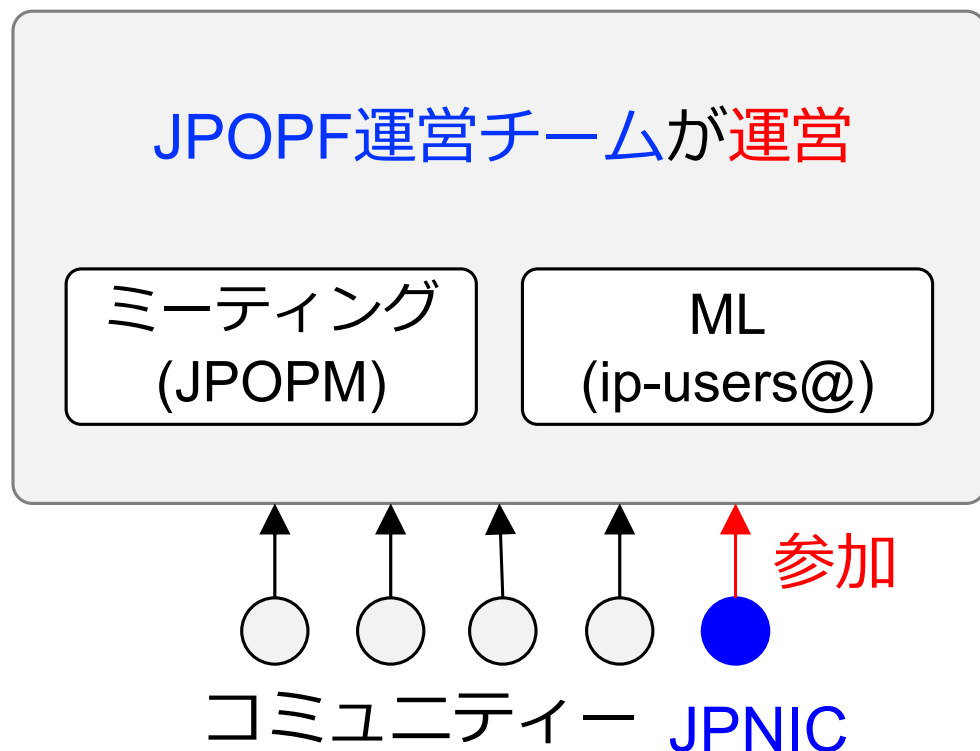 JPOPF運営チームが運営
ミーティング
(JPOPM)
ML
(ip-users@)
参加
コミュニティー
JPNIC